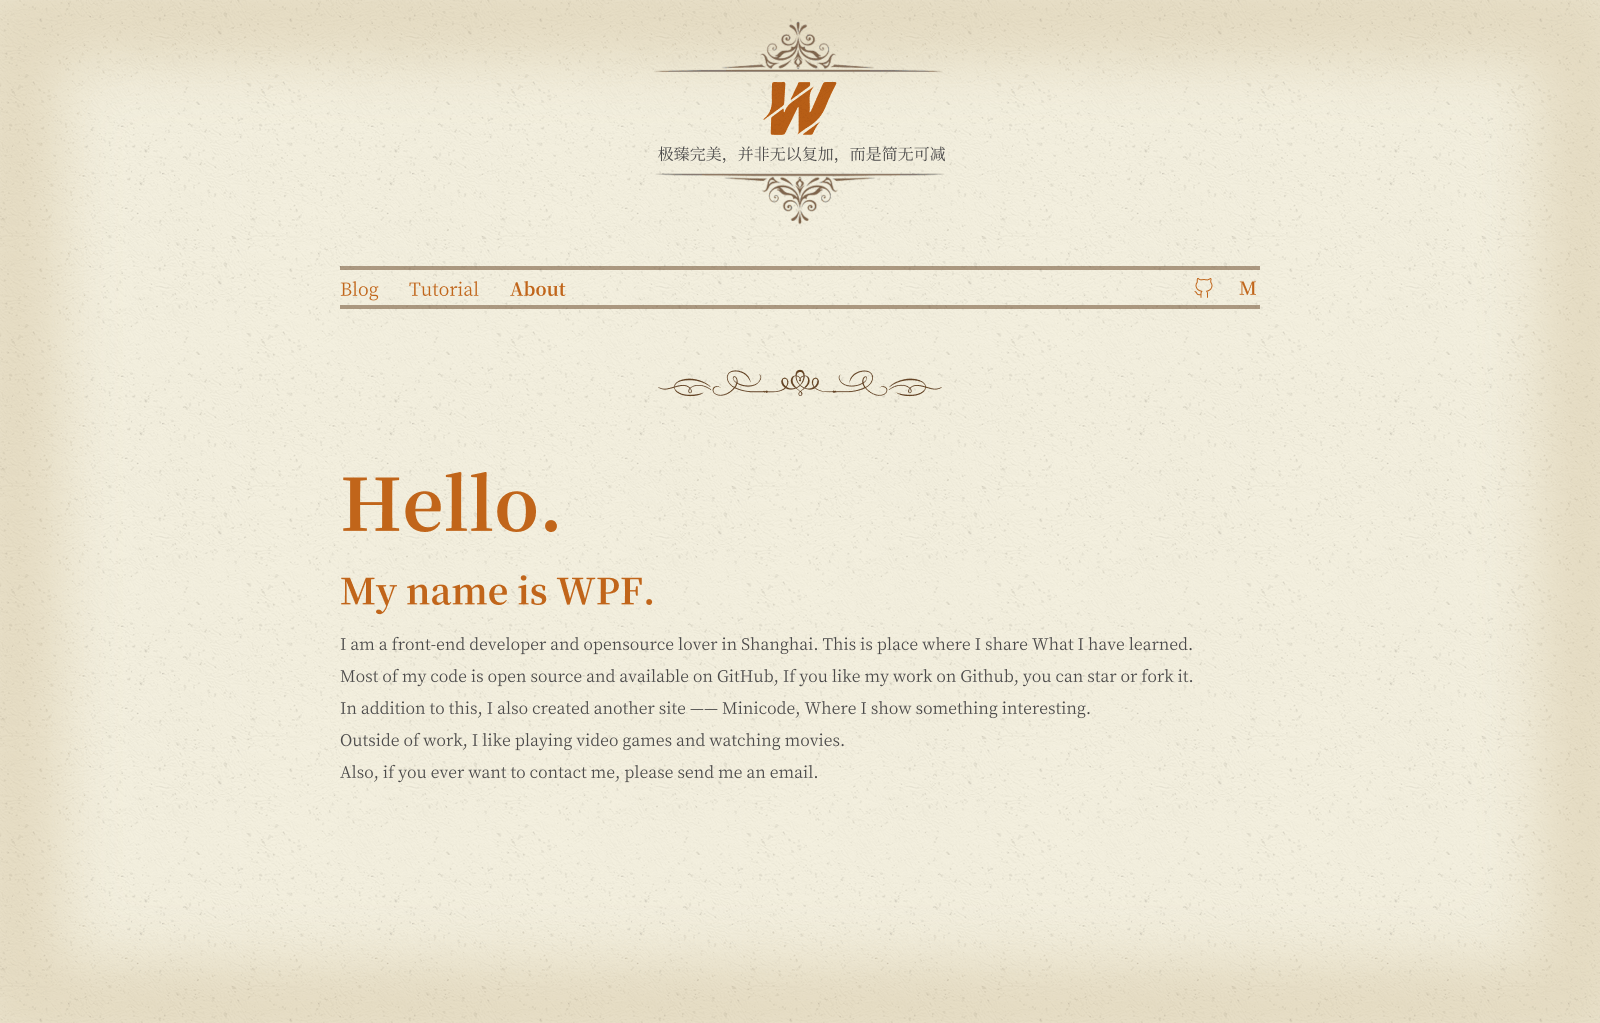 W
极臻完美，并非无以复加，而是简无可减
Blog Tutorial About M
Hello.
My name is WPF.
I am a front-end developer and opensource lover in Shanghai. This is place where I share What I have learned.
Most of my code is open source and available on GitHub, If you like my work on Github, you can star or fork it.
In addition to this, I also created another site —— Minicode, Where I show something interesting.
Outside of work, I like playing video games and watching movies.
Also, if you ever want to contact me, please send me an email.